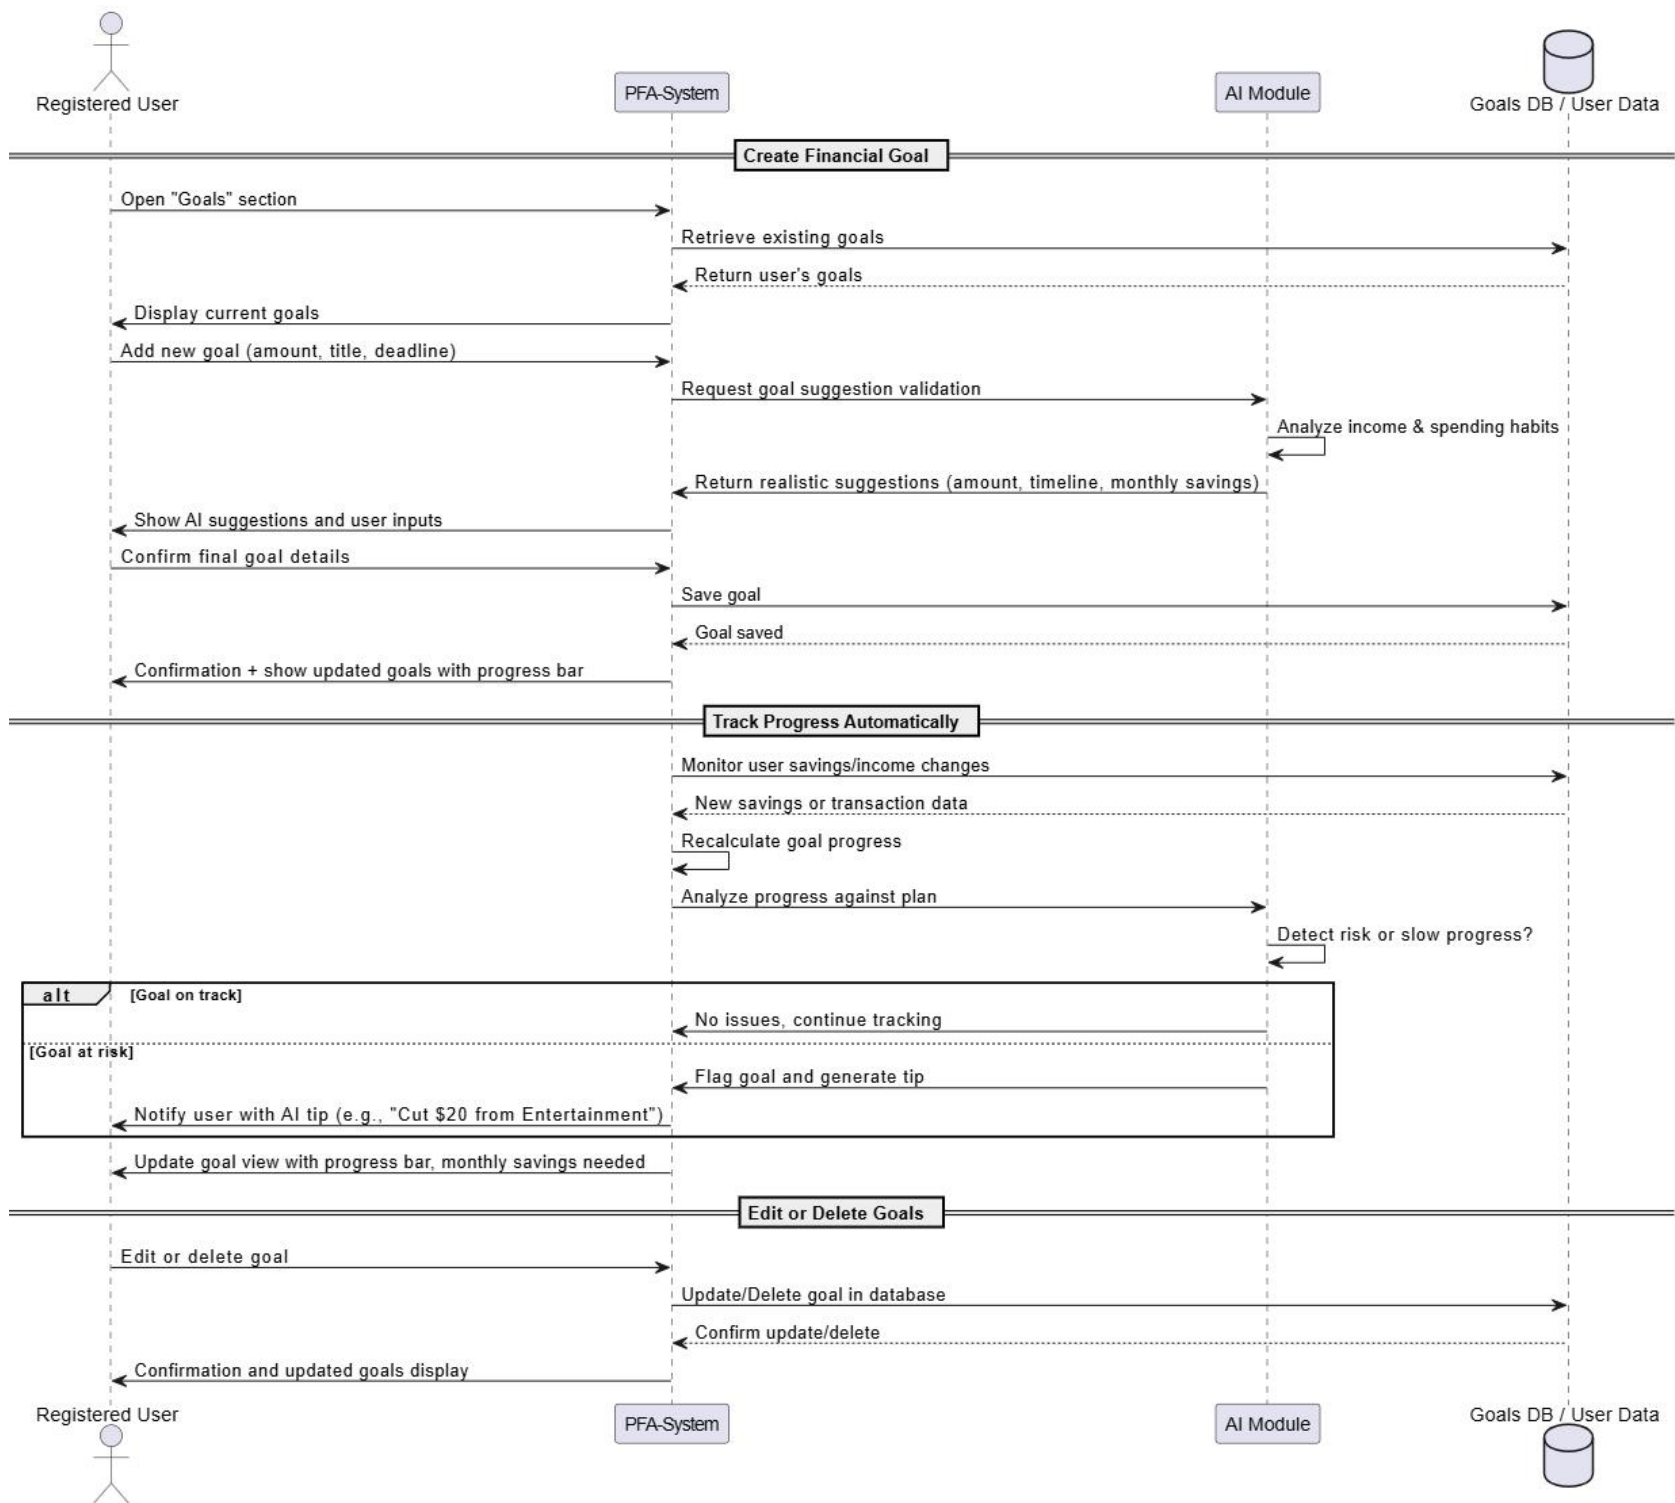 Registered User
PFA-System
AI Module
Goals DB / User Data
Create Financial Goal
Open "Goals" section
Retrieve existing goals
Return user's goals
Display current goals
Add new goal (amount, title, deadline)
Request goal suggestion validation
Analyze income & spending habits
Return realistic suggestions (amount, timeline, monthly savings)
Show AI suggestions and user inputs
Confirm final goal details
Save goal
Goal saved
Confirmation + show updated goals with progress bar
Track Progress Automatically
Monitor user savings/income changes
New savings or transaction data
Recalculate goal progress
Analyze progress against plan
Detect risk or slow progress?
alt
[Goal on track]
No issues, continue tracking
[Goal at risk]
Flag goal and generate tip
Notify user with AI tip (e.g., "Cut $20 from Entertainment")
Update goal view with progress bar, monthly savings needed
Edit or Delete Goals
Edit or delete goal
Update/Delete goal in database
Confirm update/delete
Confirmation and updated goals display
Registered User
PFA-System
AI Module
Goals DB / User Data